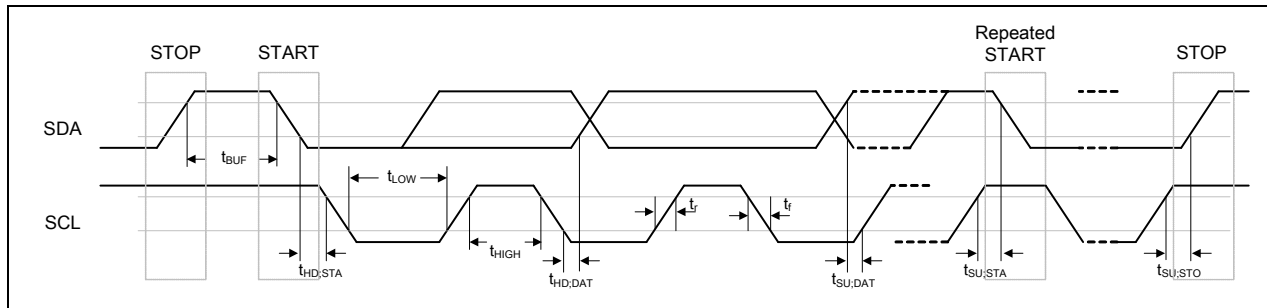 STOP
START
Repeated
START
STOP
SDA
tBUF
tLOW
SCL
tr
tf
tHD;STA
tHIGH
tHD;DAT
tSU;DAT
tSU;STA
tSU;STO